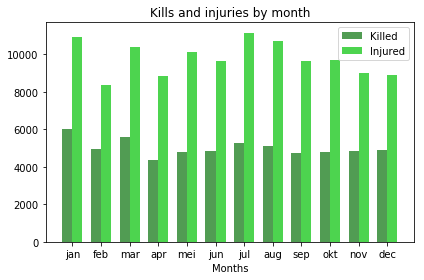 Kills and injuries by month
Killed
Injured
10000
8000
6000
4000
2000
0
jan feb mar apr mei jun jul aug sep okt nov dec
Months